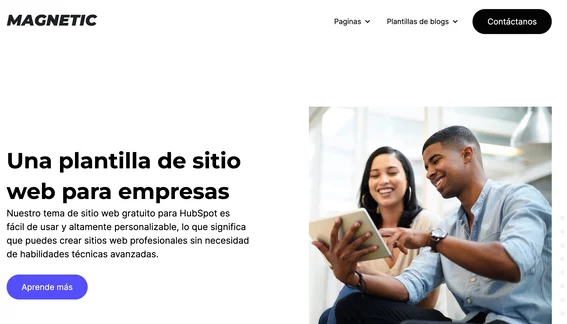 MAGNETIC
Paginas
Plantillas de blogs
Contáctanos
Una plantilla de sitio
web para empresas
Nuestro tema de sitio web gratuito para HubSpot es
fácil de usar y altamente personalizable, lo que significa
que puedes crear sitios web profesionales sin necesidad
de habilidades técnicas avanzadas.
Aprende más